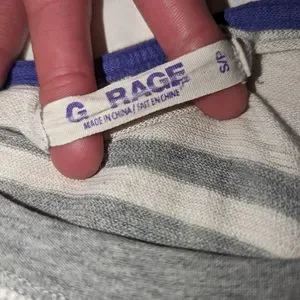 G RAGE
MADE IN CHINA / FAIT EN CHINE
S/P